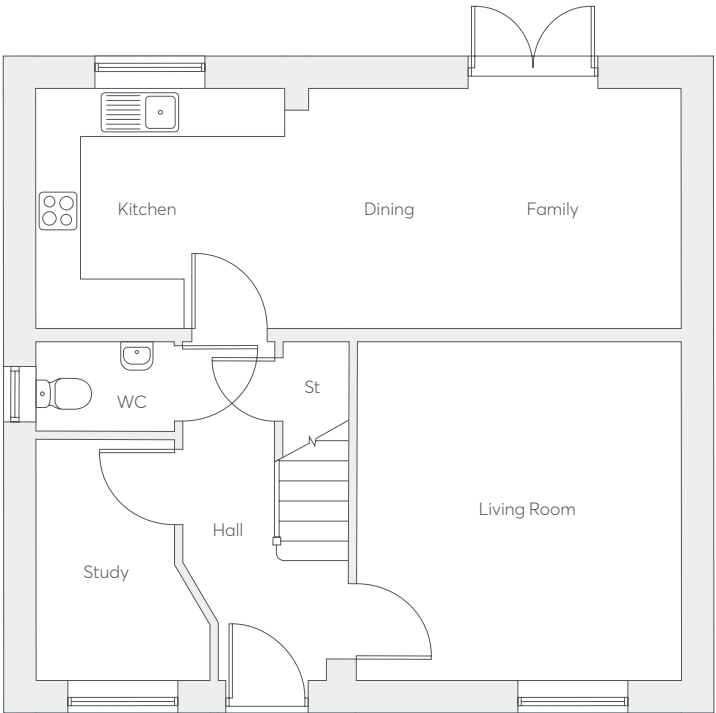 Kitchen
Dining
Family
WC
St
Living Room
Hall
Study